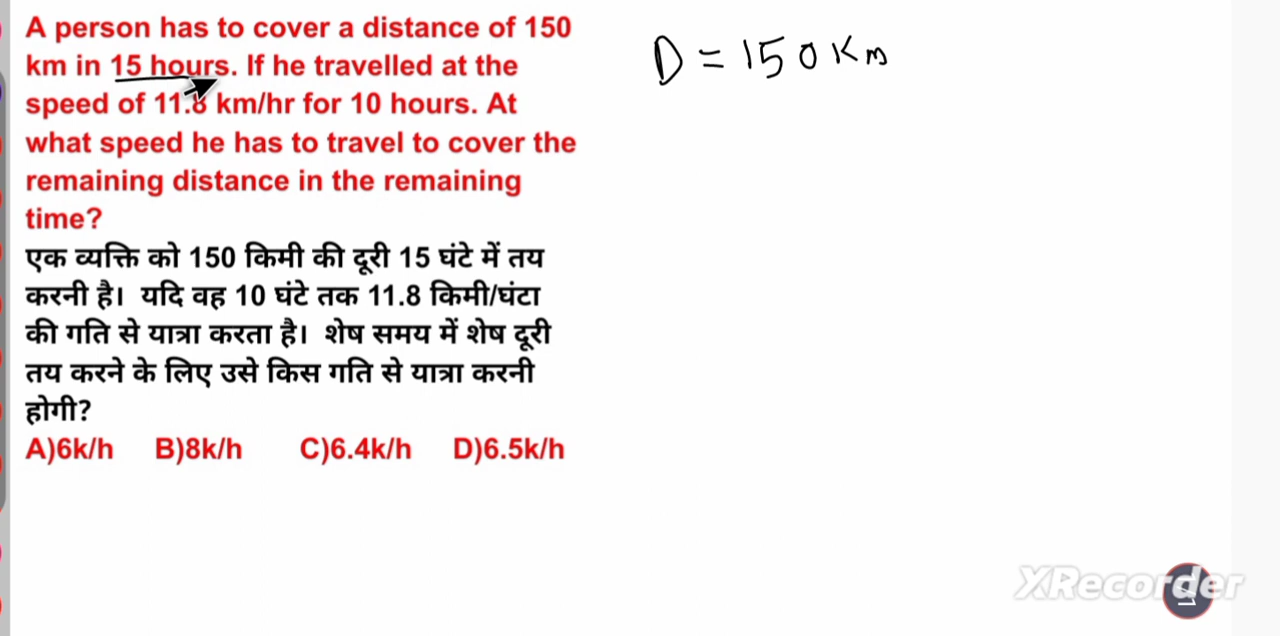 A person has to cover a distance of 150
km in 15 hours. If he travelled at the
speed of 11.8 km/hr for 10 hours. At
what speed he has to travel to cover the
remaining distance in the remaining
time?
एक व्यक्ति को 150 किमी की दूरी 15 घंटे में तय
करनी है। यदि वह 10 घंटे तक 11.8 किमी/घंटा
की गति से यात्रा करता है। शेष समय में शेष दूरी
तय करने के लिए उसे किस गति से यात्रा करनी
होगी?
A)6k/h B)8k/h C)6.4k/h D)6.5k/h
D = 150 Km
XRecorder